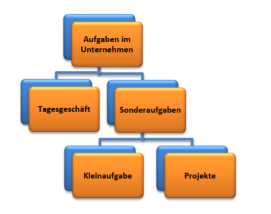 Aufgaben im
Unternehmen
Tagesgeschäft
Sonderaufgaben
Kleinaufgabe
Projekte